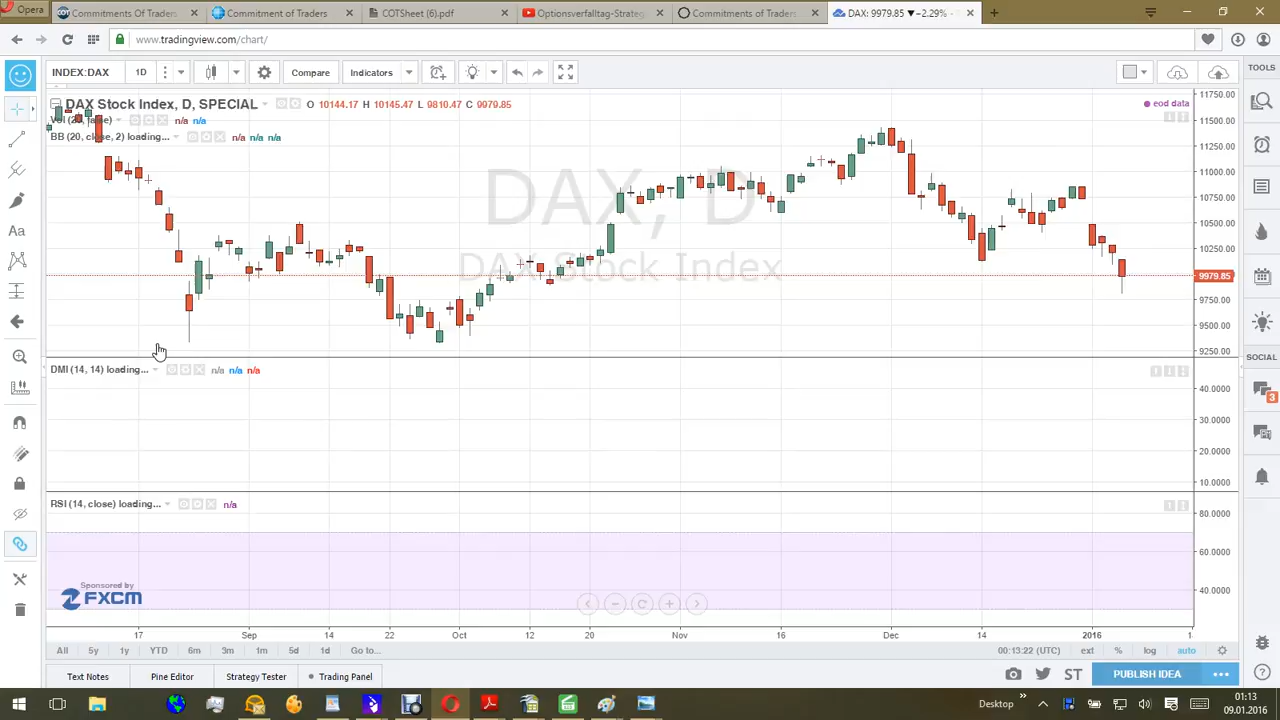 Opera
Commitments Of Traders.
Commitment of Traders
COTSheet (6).pdf
Optionsverfalltag-Strateg
Commitments of Traders
DAX: 9979.85 ▼−2.29%
www.tradingview.com/chart/
INDEX:DAX
1D
Compare
Indicators
TOOLS
DAX Stock Index, D, SPECIAL
O 10144.17 H 10145.47 L 9810.47 C 9979.85
eod data
n/a n/a
BB (20, close, 2) loading...
n/a n/a n/a
DAX, D
DAX Stock Index
11750.00
11500.00
11250.00
11000.00
10750.00
10500.00
10250.00
9979.85
9750.00
9500.00
9250.00
DMI (14, 14) loading...
n/a n/a n/a
40.0000
30.0000
20.0000
10.0000
RSI (14, close) loading...
n/a
80.0000
60.0000
40.0000
Sponsored by
FXCM
17 Sep 14 22 Oct 12 20 Nov 16 Dec 14 2016
All 5y 1y YTD 6m 3m 1m 5d 1d Go to...
00:13:22 (UTC) ext % log auto
Text Notes
Pine Editor
Strategy Tester
Trading Panel
ST
PUBLISH IDEA
SOCIAL
3
Desktop
01:13
09.01.2016